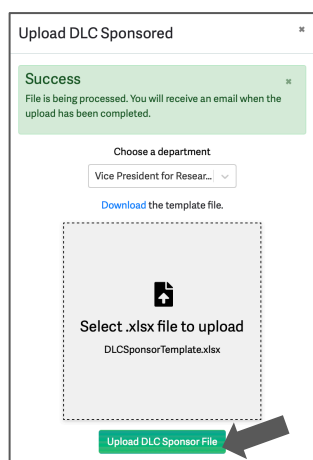 Upload DLC Sponsored
Success
File is being processed. You will receive an email when the
upload has been completed.
Choose a department
Vice President for Resear...
Download the template file.
Select .xlsx file to upload
DLCSponsorTemplate.xlsx
Upload DLC Sponsor File